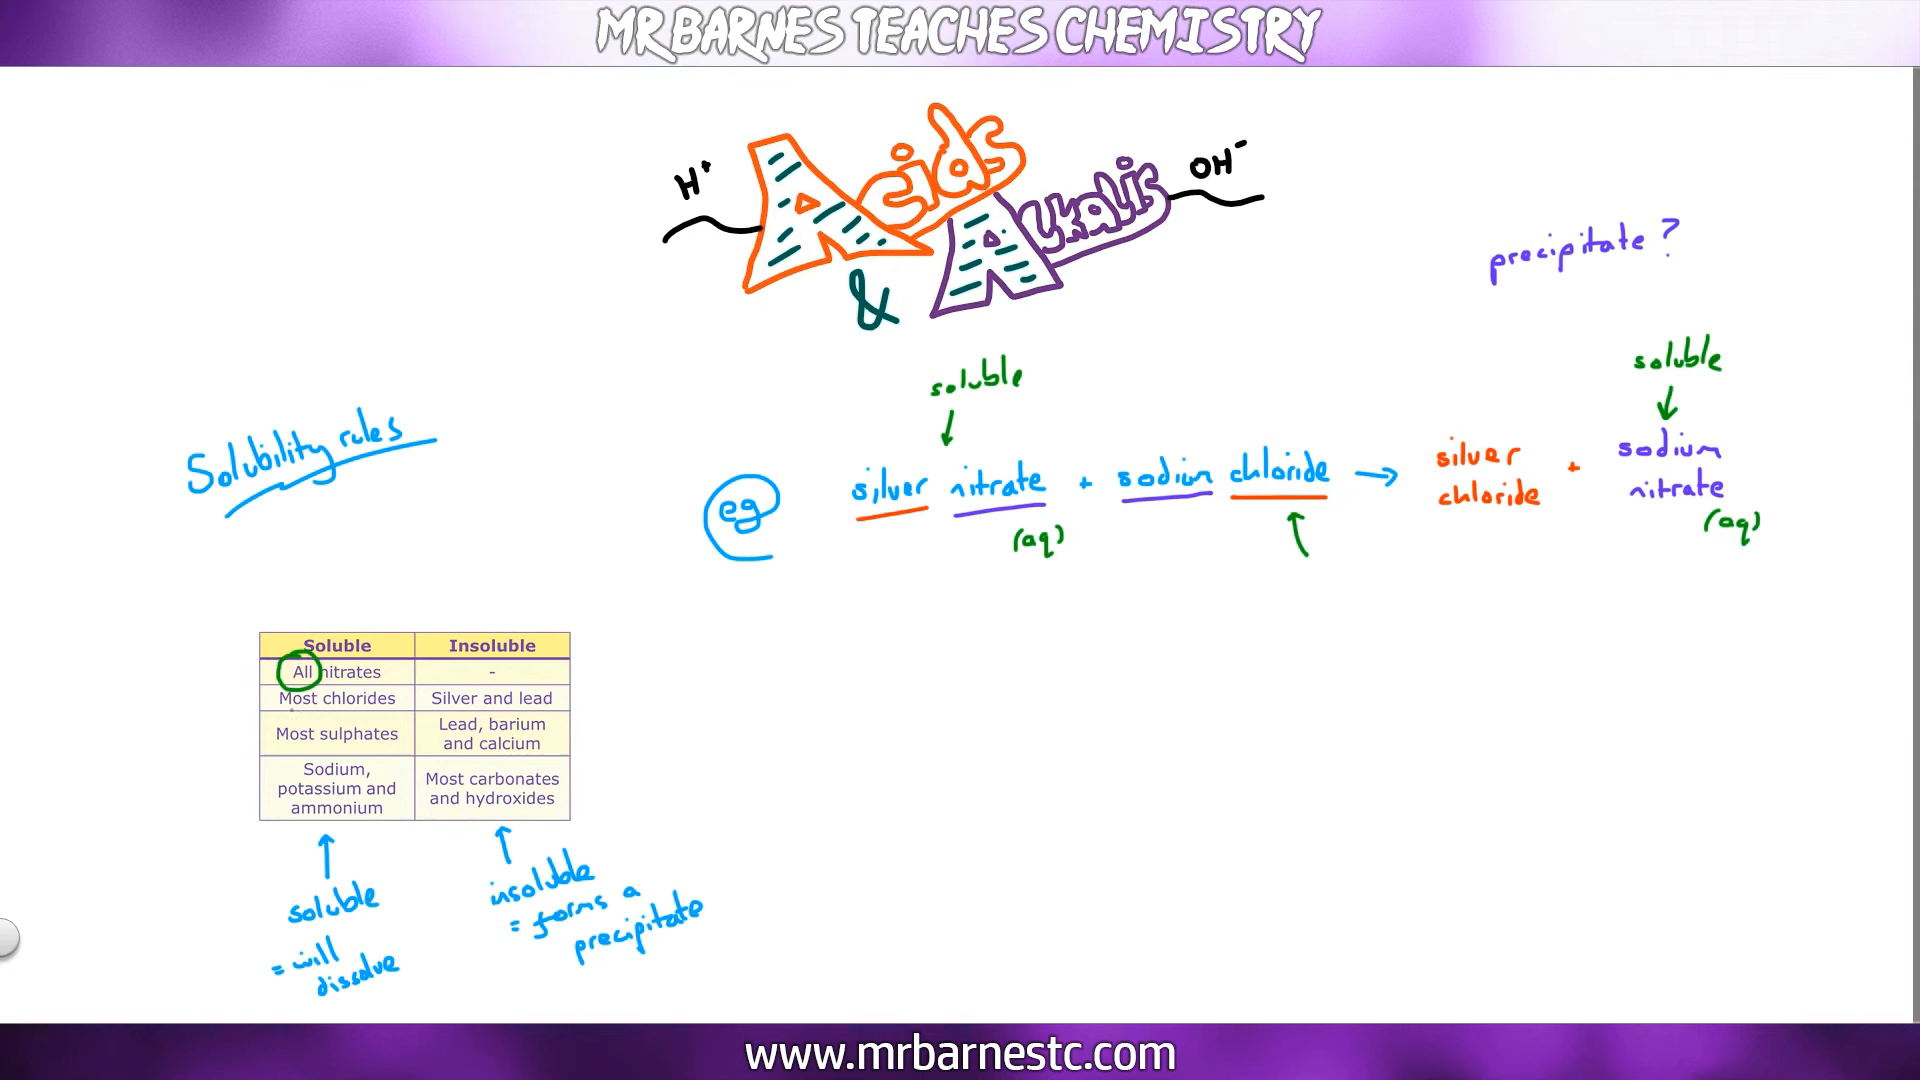 MR BARNES TEACHES CHEMISTRY
H⁺
Acids
&
Alkalis
OH⁻
precipitate ?
soluble
soluble
Solubility rules
eg
silver nitrate + sodium chloride → silver chloride + sodium nitrate
(aq)
(aq)
Soluble Insoluble
All nitrates -
Most chlorides Silver and lead
Most sulphates Lead, barium
and calcium
Sodium,
potassium and
ammonium
Most carbonates
and hydroxides
soluble
= will
dissolve
insoluble
= forms a
precipitate
www.mrbarnestc.com